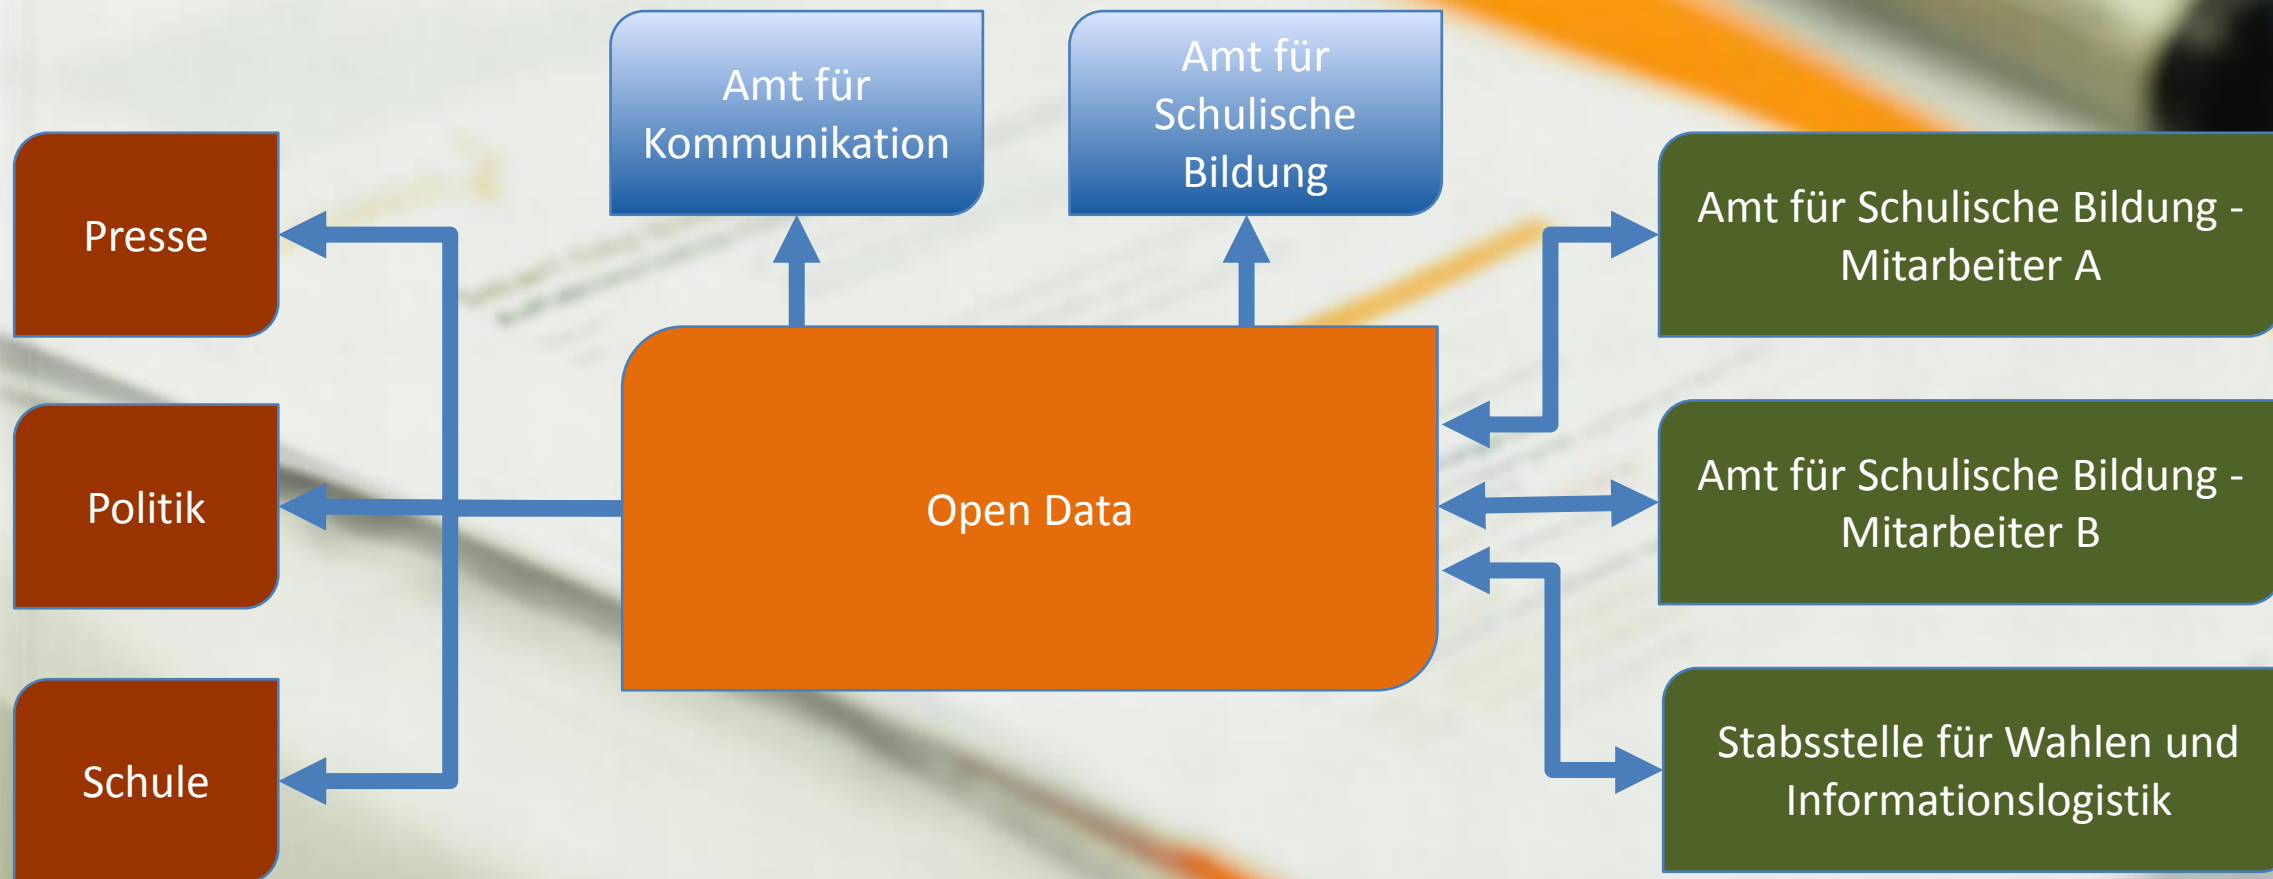 Amt für
Kommunikation
Amt für
Schulische
Bildung
Presse
Politik
Schule
Open Data
Amt für Schulische Bildung -
Mitarbeiter A
Amt für Schulische Bildung -
Mitarbeiter B
Stabsstelle für Wahlen und
Informationslogistik